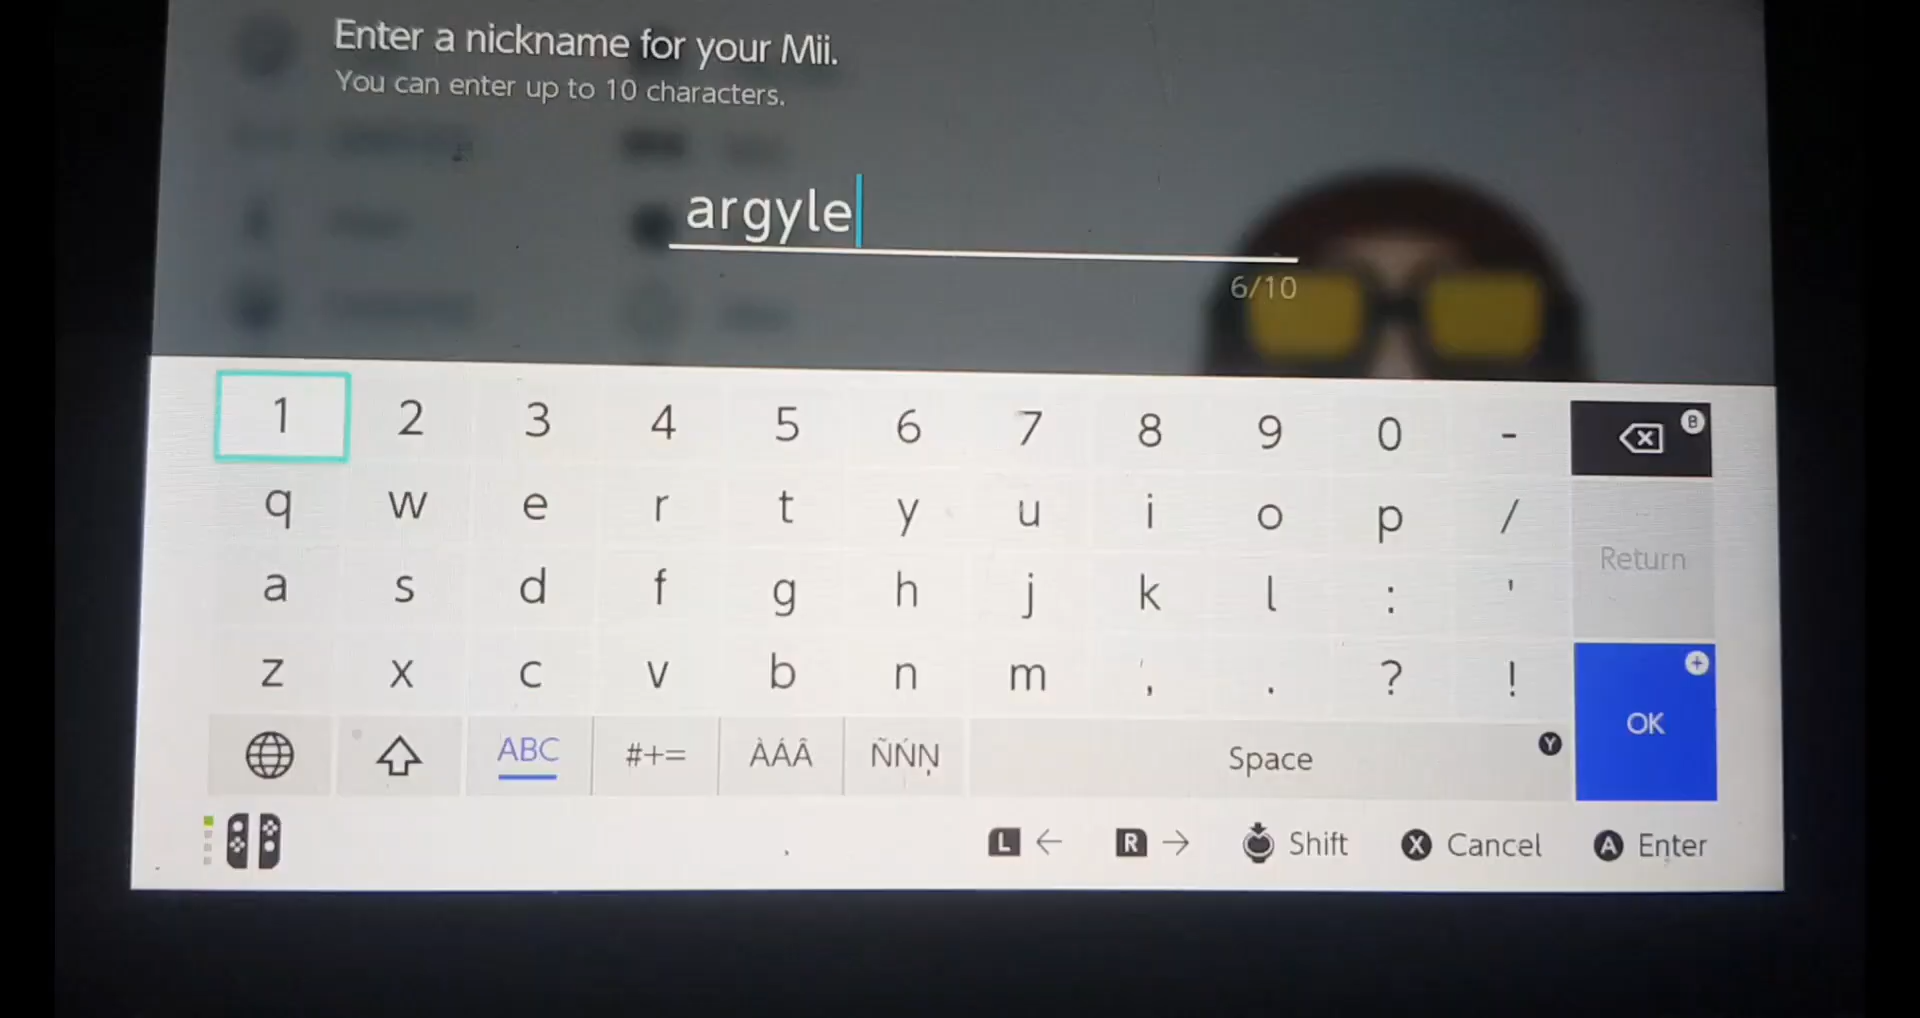 Enter a nickname for your Mii.
You can enter up to 10 characters.
argyle
6/10
1 2 3 4 5 6 7 8 9 0 - B
q w e r t y u i o p /
Return
a s d f g h j k l : '
z x c v b n m , . ? ! +
OK
ABC #+= ÀÁÂ ÑŃŅ Space Y
L ← R → Shift X Cancel A Enter